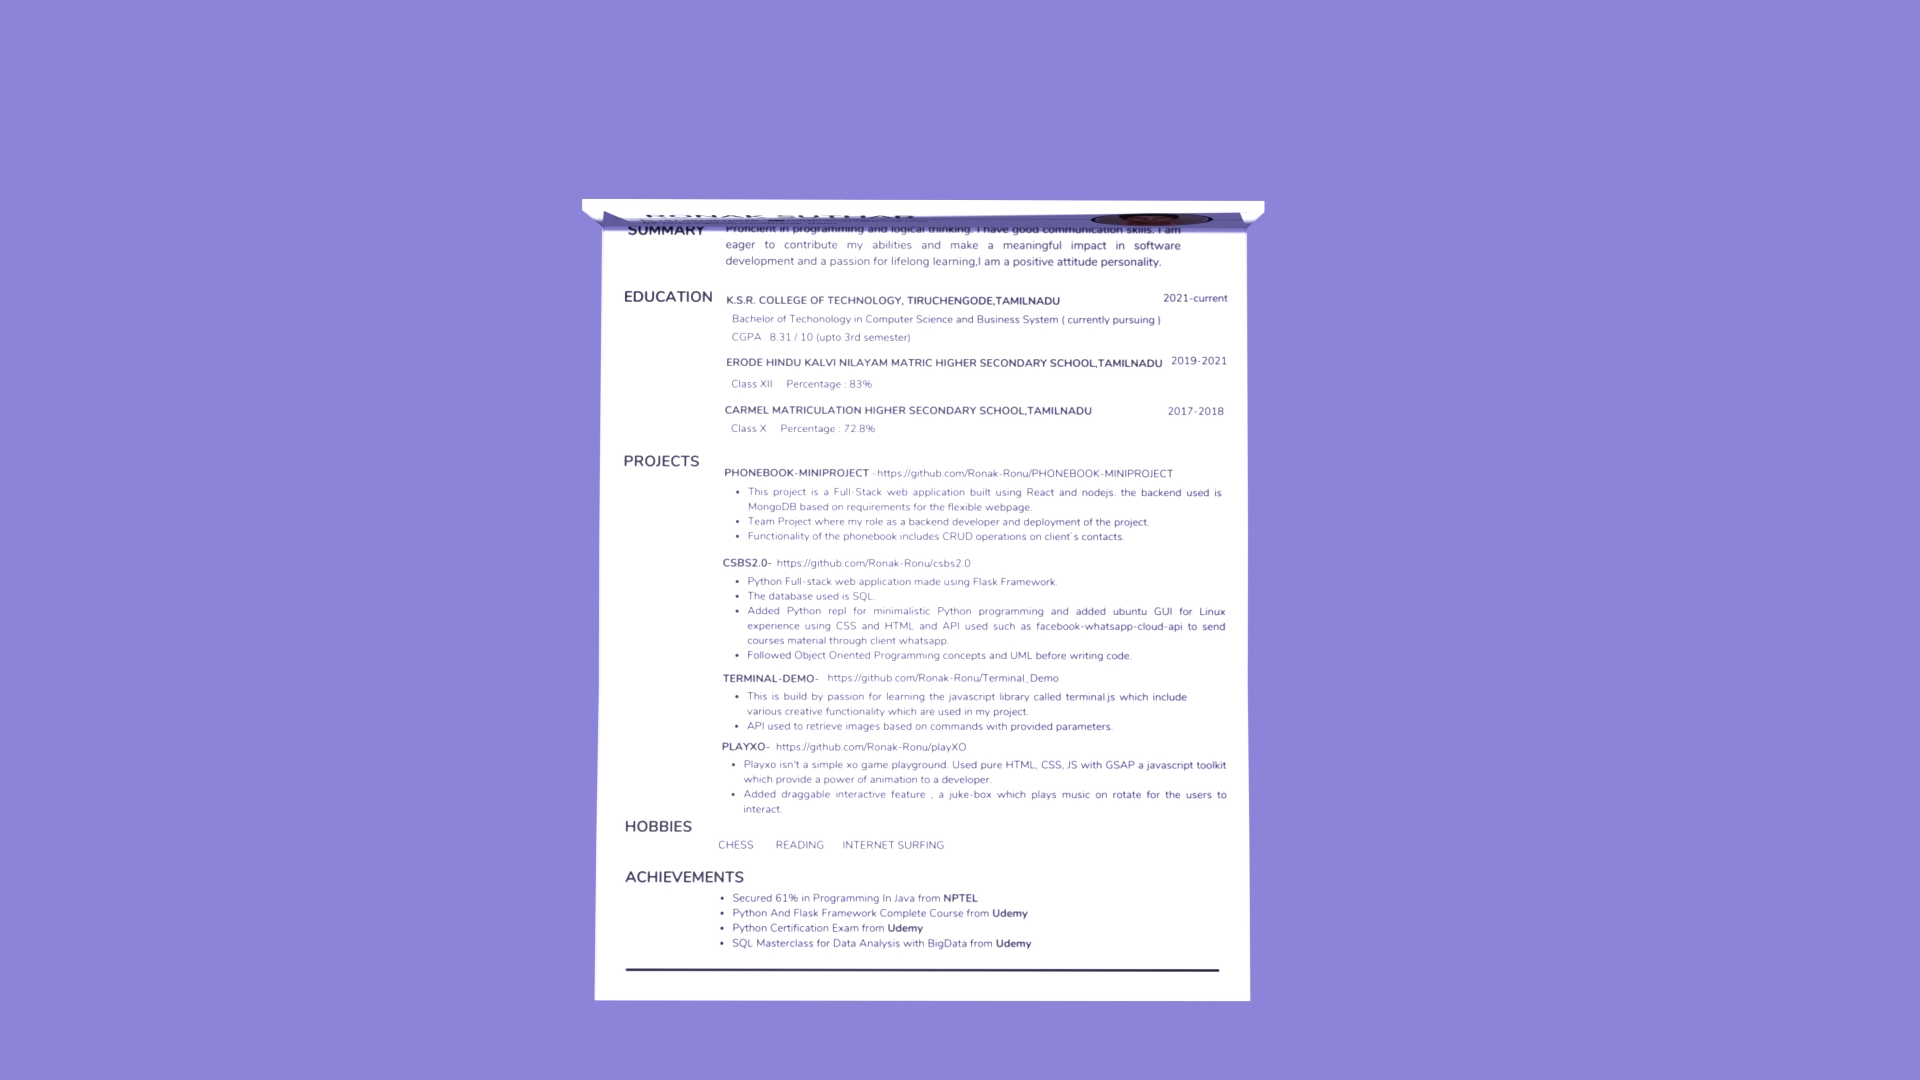 RONAK SUTHAR
SUMMARY
Proficient in programming and logical thinking. I have good communication skills. I am
eager to contribute my abilities and make a meaningful impact in software
development and a passion for lifelong learning,I am a positive attitude personality.
EDUCATION
K.S.R. COLLEGE OF TECHNOLOGY, TIRUCHENGODE,TAMILNADU 2021-current
Bachelor of Techonology in Computer Science and Business System ( currently pursuing )
CGPA : 8.31 / 10 (upto 3rd semester)
ERODE HINDU KALVI NILAYAM MATRIC HIGHER SECONDARY SCHOOL,TAMILNADU 2019-2021
Class XII Percentage : 83%
CARMEL MATRICULATION HIGHER SECONDARY SCHOOL,TAMILNADU 2017-2018
Class X Percentage : 72.8%
PROJECTS
PHONEBOOK-MINIPROJECT - https://github.com/Ronak-Ronu/PHONEBOOK-MINIPROJECT
• This project is a Full-Stack web application built using React and nodejs. the backend used is
MongoDB based on requirements for the flexible webpage.
• Team Project where my role as a backend developer and deployment of the project.
• Functionality of the phonebook includes CRUD operations on client's contacts.
CSBS2.0- https://github.com/Ronak-Ronu/csbs2.0
• Python Full-stack web application made using Flask Framework.
• The database used is SQL.
• Added Python repl for minimalistic Python programming and added ubuntu GUI for Linux
experience using CSS and HTML and API used such as facebook-whatsapp-cloud-api to send
courses material through client whatsapp.
• Followed Object Oriented Programming concepts and UML before writing code.
TERMINAL-DEMO- https://github.com/Ronak-Ronu/Terminal_Demo
• This is build by passion for learning the javascript library called terminal.js which include
various creative functionality which are used in my project.
• API used to retrieve images based on commands with provided parameters.
PLAYXO- https://github.com/Ronak-Ronu/playXO
• Playxo isn't a simple xo game playground. Used pure HTML, CSS, JS with GSAP a javascript toolkit
which provide a power of animation to a developer.
• Added draggable interactive feature , a juke-box which plays music on rotate for the users to
interact.
HOBBIES
CHESS READING INTERNET SURFING
ACHIEVEMENTS
• Secured 61% in Programming In Java from NPTEL
• Python And Flask Framework Complete Course from Udemy
• Python Certification Exam from Udemy
• SQL Masterclass for Data Analysis with BigData from Udemy